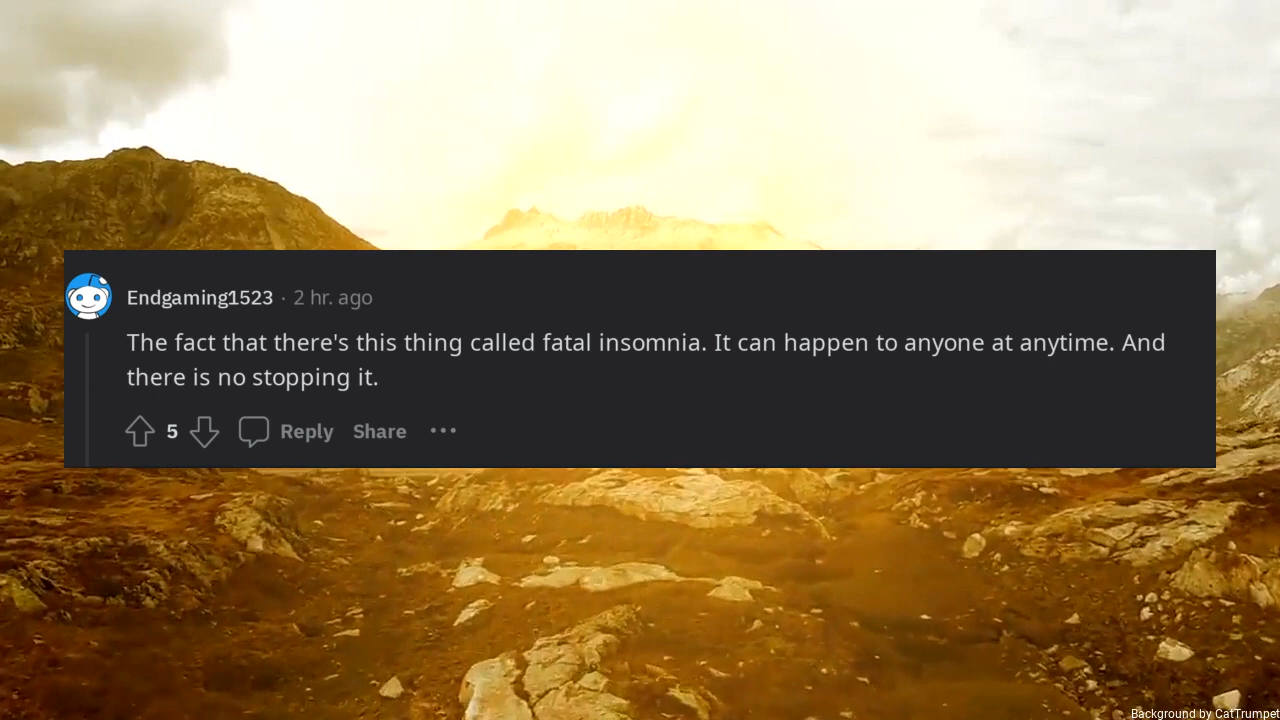 Endgaming1523 · 2 hr. ago
The fact that there's this thing called fatal insomnia. It can happen to anyone at anytime. And
there is no stopping it.
5 Reply Share ···
Background by CatTrumpet